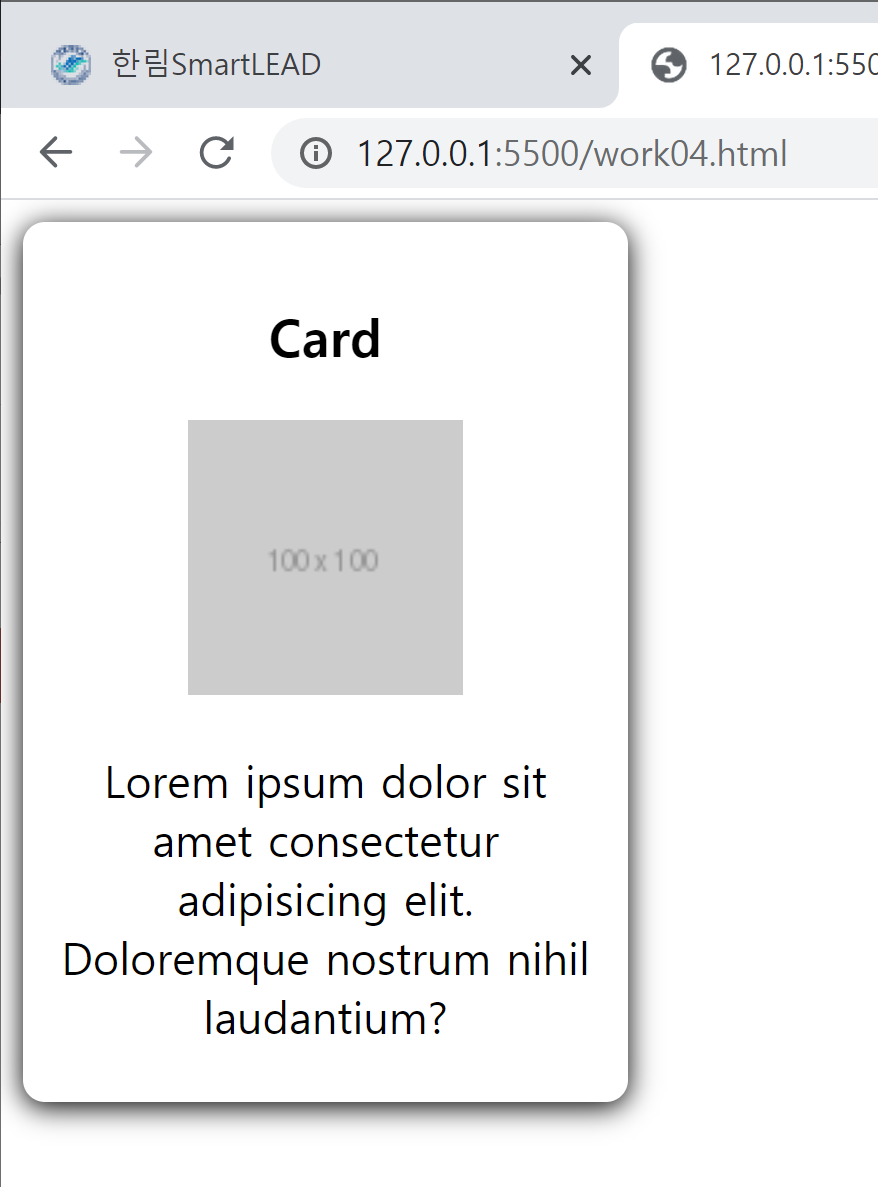 한림SmartLEAD
127.0.0.1:550
127.0.0.1:5500/work04.html
Card
100 x 100
Lorem ipsum dolor sit
amet consectetur
adipisicing elit.
Doloremque nostrum nihil
laudantium?